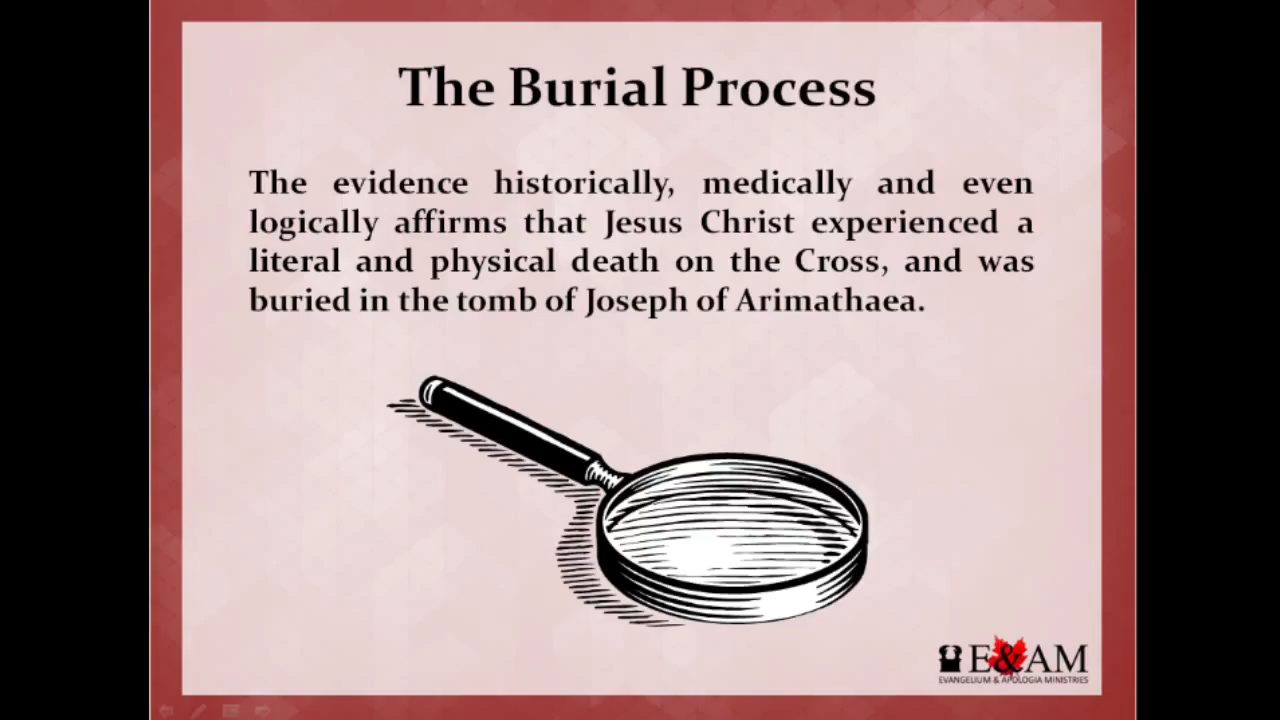 The Burial Process
The evidence historically, medically and even
logically affirms that Jesus Christ experienced a
literal and physical death on the Cross, and was
buried in the tomb of Joseph of Arimathaea.
E&AM
EVANGELIUM & APOLOGIA MINISTRIES